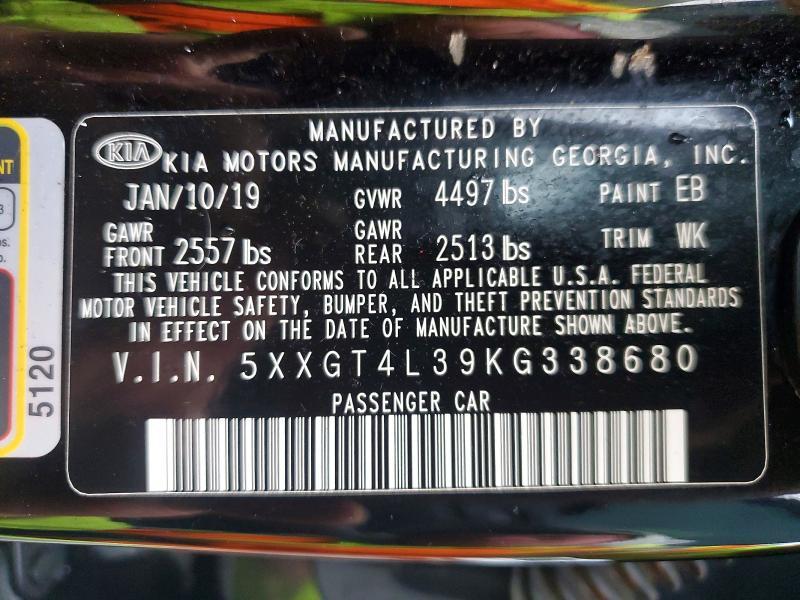 MANUFACTURED BY
KIA KIA MOTORS MANUFACTURING GEORGIA, INC.
JAN/10/19 GVWR 4497 lbs PAINT EB
GAWR FRONT 2557 lbs GAWR REAR 2513 lbs TRIM WK
THIS VEHICLE CONFORMS TO ALL APPLICABLE U.S.A. FEDERAL
MOTOR VEHICLE SAFETY, BUMPER, AND THEFT PREVENTION STANDARDS
IN EFFECT ON THE DATE OF MANUFACTURE SHOWN ABOVE.
V.I.N. 5XXGT4L39KG338680
PASSENGER CAR
5120